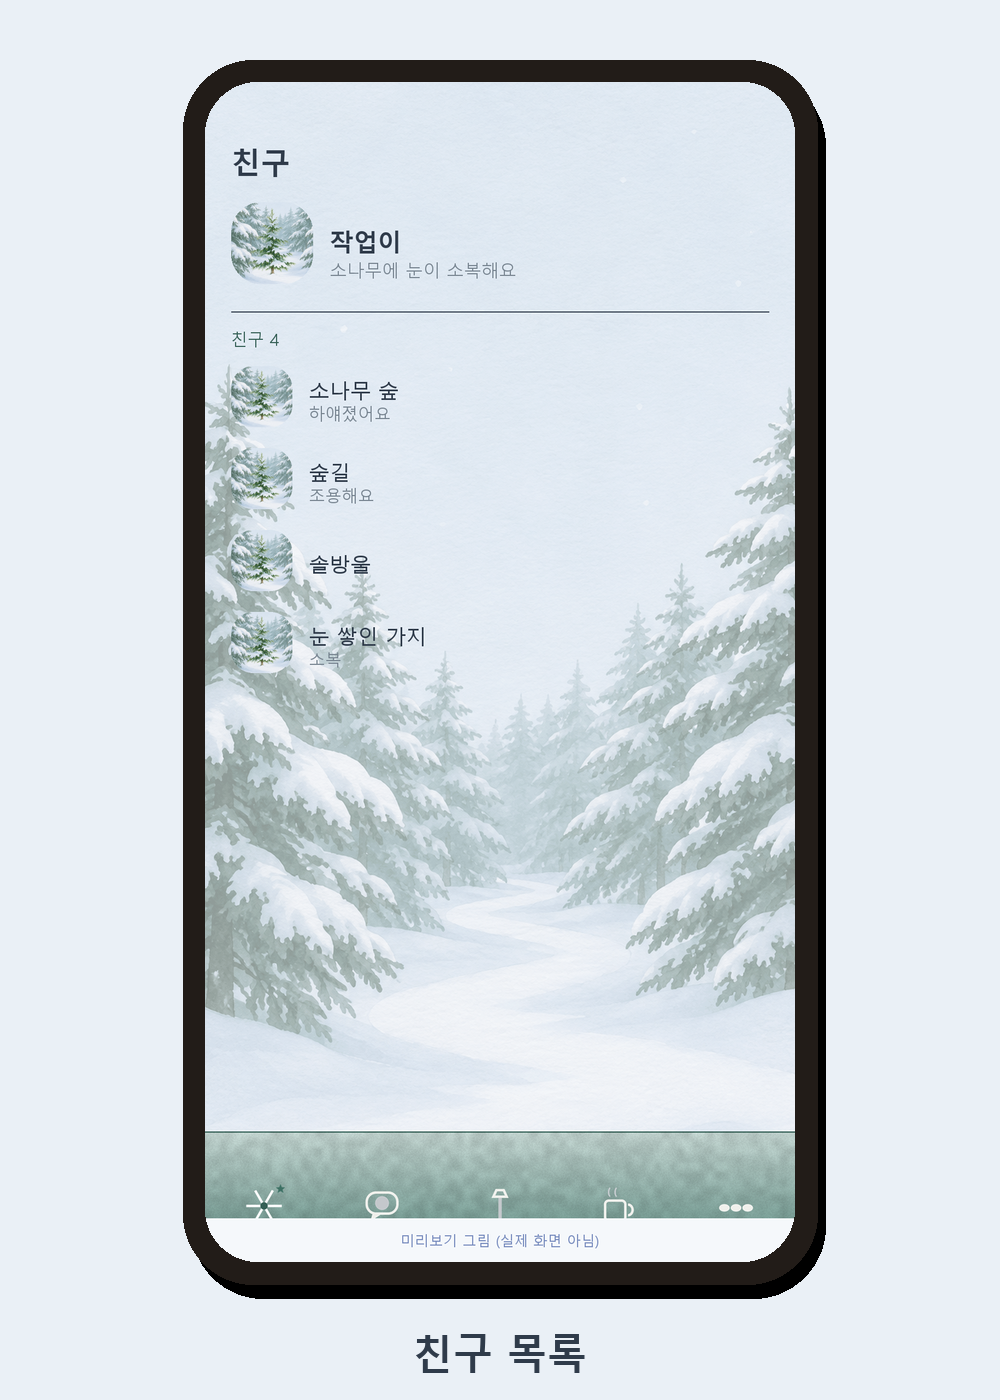 친구
작업이
소나무에 눈이 소복해요
친구 4
소나무 숲
하얘졌어요
숲길
조용해요
솔방울
눈 쌓인 가지
소복
미리보기 그림 (실제 화면 아님)
친구 목록